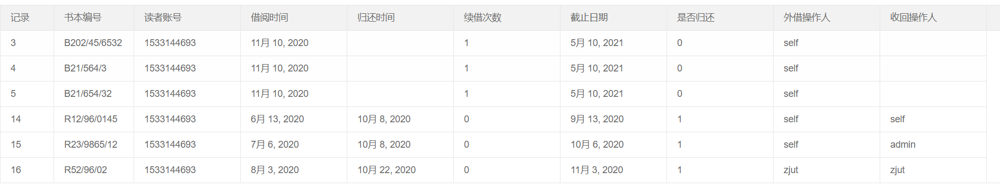 记录 书本编号 读者账号 借阅时间 归还时间 续借次数 截止日期 是否归还 外借操作人 收回操作人
3 B202/45/6532 1533144693 11月 10, 2020 1 5月 10, 2021 0 self
4 B21/564/3 1533144693 11月 10, 2020 1 5月 10, 2021 0 self
5 B21/654/32 1533144693 11月 10, 2020 1 5月 10, 2021 0 self
14 R12/96/0145 1533144693 6月 13, 2020 10月 8, 2020 0 9月 13, 2020 1 self self
15 R23/9865/12 1533144693 7月 6, 2020 10月 8, 2020 0 10月 6, 2020 1 self admin
16 R52/96/02 1533144693 8月 3, 2020 10月 22, 2020 0 11月 3, 2020 1 zjut zjut